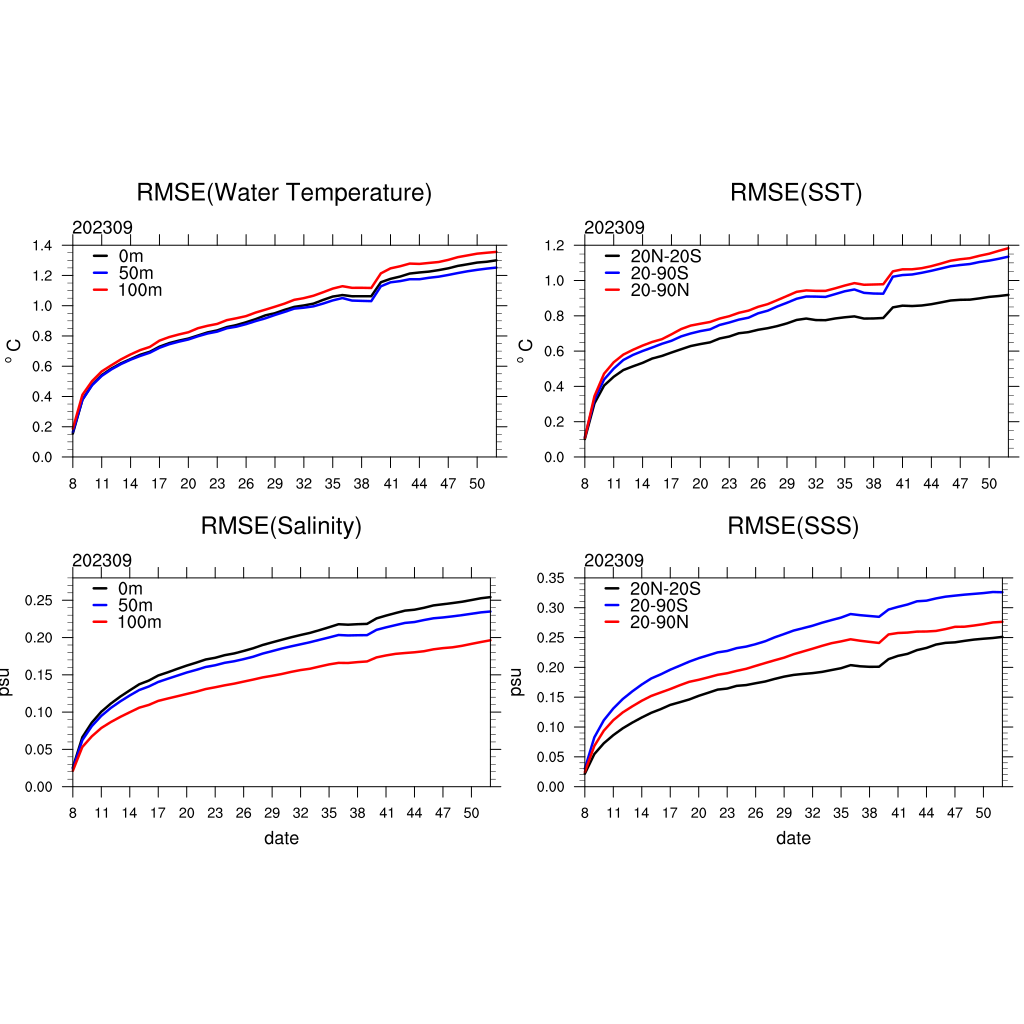 RMSE(Water Temperature)
202309
0m
50m
100m
1.4
1.2
1.0
0.8
0.6
0.4
0.2
0.0
° C
8 11 14 17 20 23 26 29 32 35 38 41 44 47 50
RMSE(SST)
202309
20N-20S
20-90S
20-90N
1.2
1.0
0.8
0.6
0.4
0.2
0.0
° C
8 11 14 17 20 23 26 29 32 35 38 41 44 47 50
RMSE(Salinity)
202309
0m
50m
100m
0.25
0.20
0.15
0.10
0.05
0.00
psu
8 11 14 17 20 23 26 29 32 35 38 41 44 47 50
date
RMSE(SSS)
202309
20N-20S
20-90S
20-90N
0.35
0.30
0.25
0.20
0.15
0.10
0.05
0.00
psu
8 11 14 17 20 23 26 29 32 35 38 41 44 47 50
date